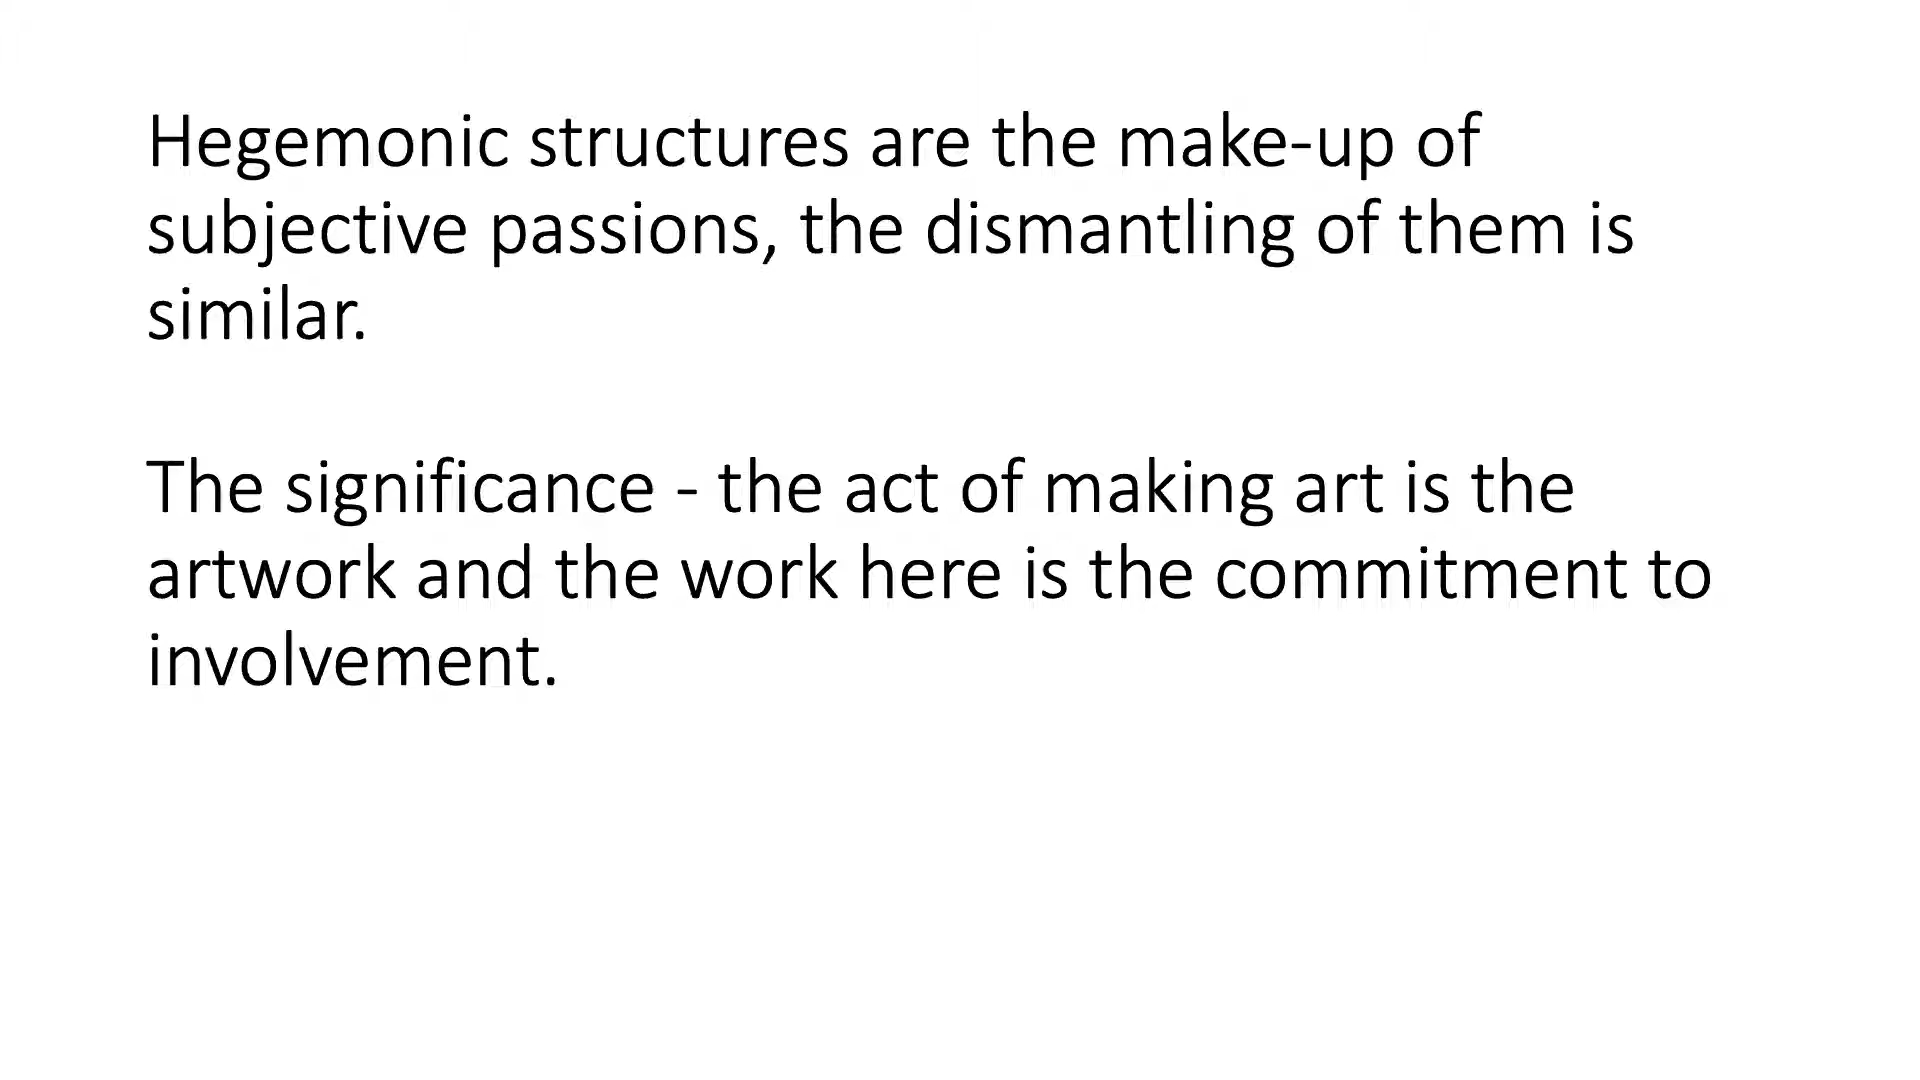 Hegemonic structures are the make-up of
subjective passions, the dismantling of them is
similar.
The significance - the act of making art is the
artwork and the work here is the commitment to
involvement.